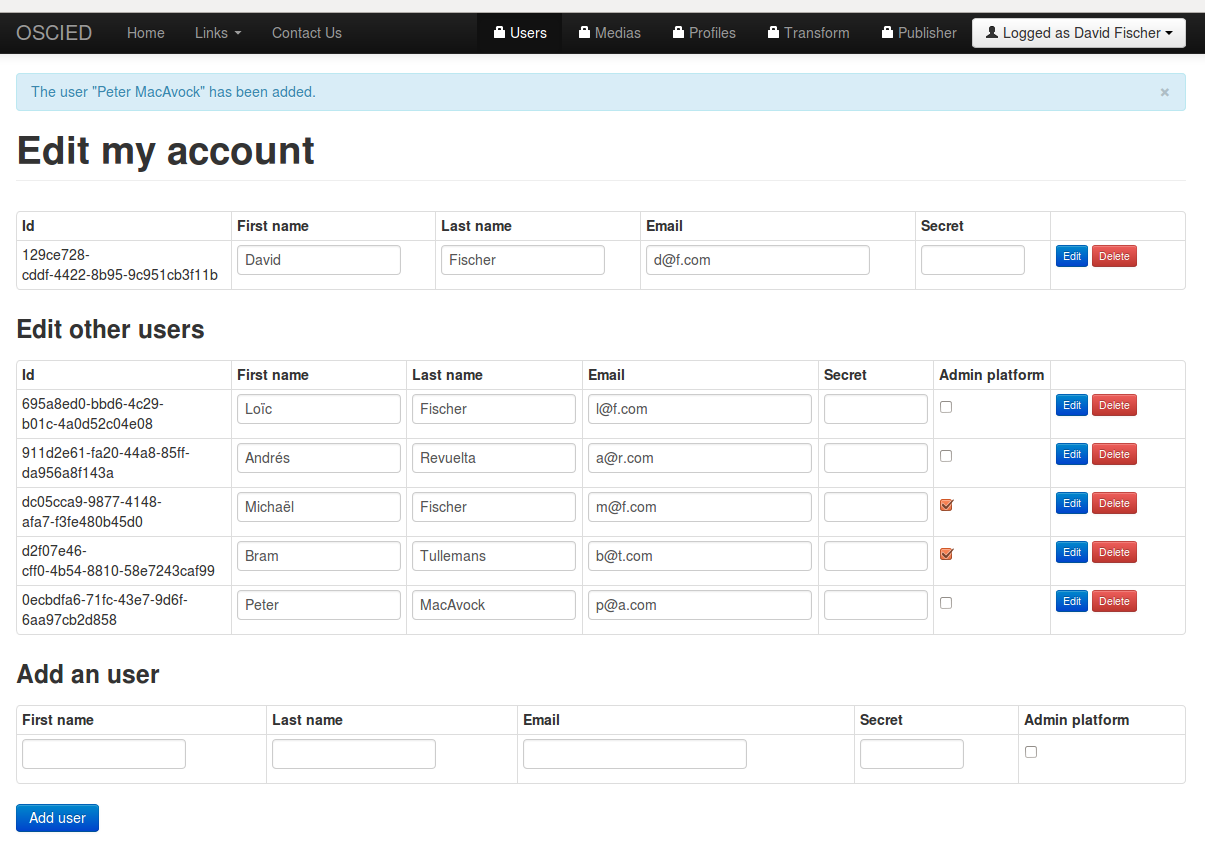 OSCIED Home Links Contact Us Users Medias Profiles Transform Publisher Logged as David Fischer
The user "Peter MacAvock" has been added. ×
Edit my account
Id First name Last name Email Secret
129ce728-
cddf-4422-8b95-9c951cb3f11b David Fischer d@f.com Edit Delete
Edit other users
Id First name Last name Email Secret Admin platform
695a8ed0-bbd6-4c29-
b01c-4a0d52c04e08 Loïc Fischer l@f.com Edit Delete
911d2e61-fa20-44a8-85ff-
da956a8f143a Andrés Revuelta a@r.com Edit Delete
dc05cca9-9877-4148-
afa7-f3fe480b45d0 Michaël Fischer m@f.com Edit Delete
d2f07e46-
cff0-4b54-8810-58e7243caf99 Bram Tullemans b@t.com Edit Delete
0ecbdfa6-71fc-43e7-9d6f-
6aa97cb2d858 Peter MacAvock p@a.com Edit Delete
Add an user
First name Last name Email Secret Admin platform
Add user